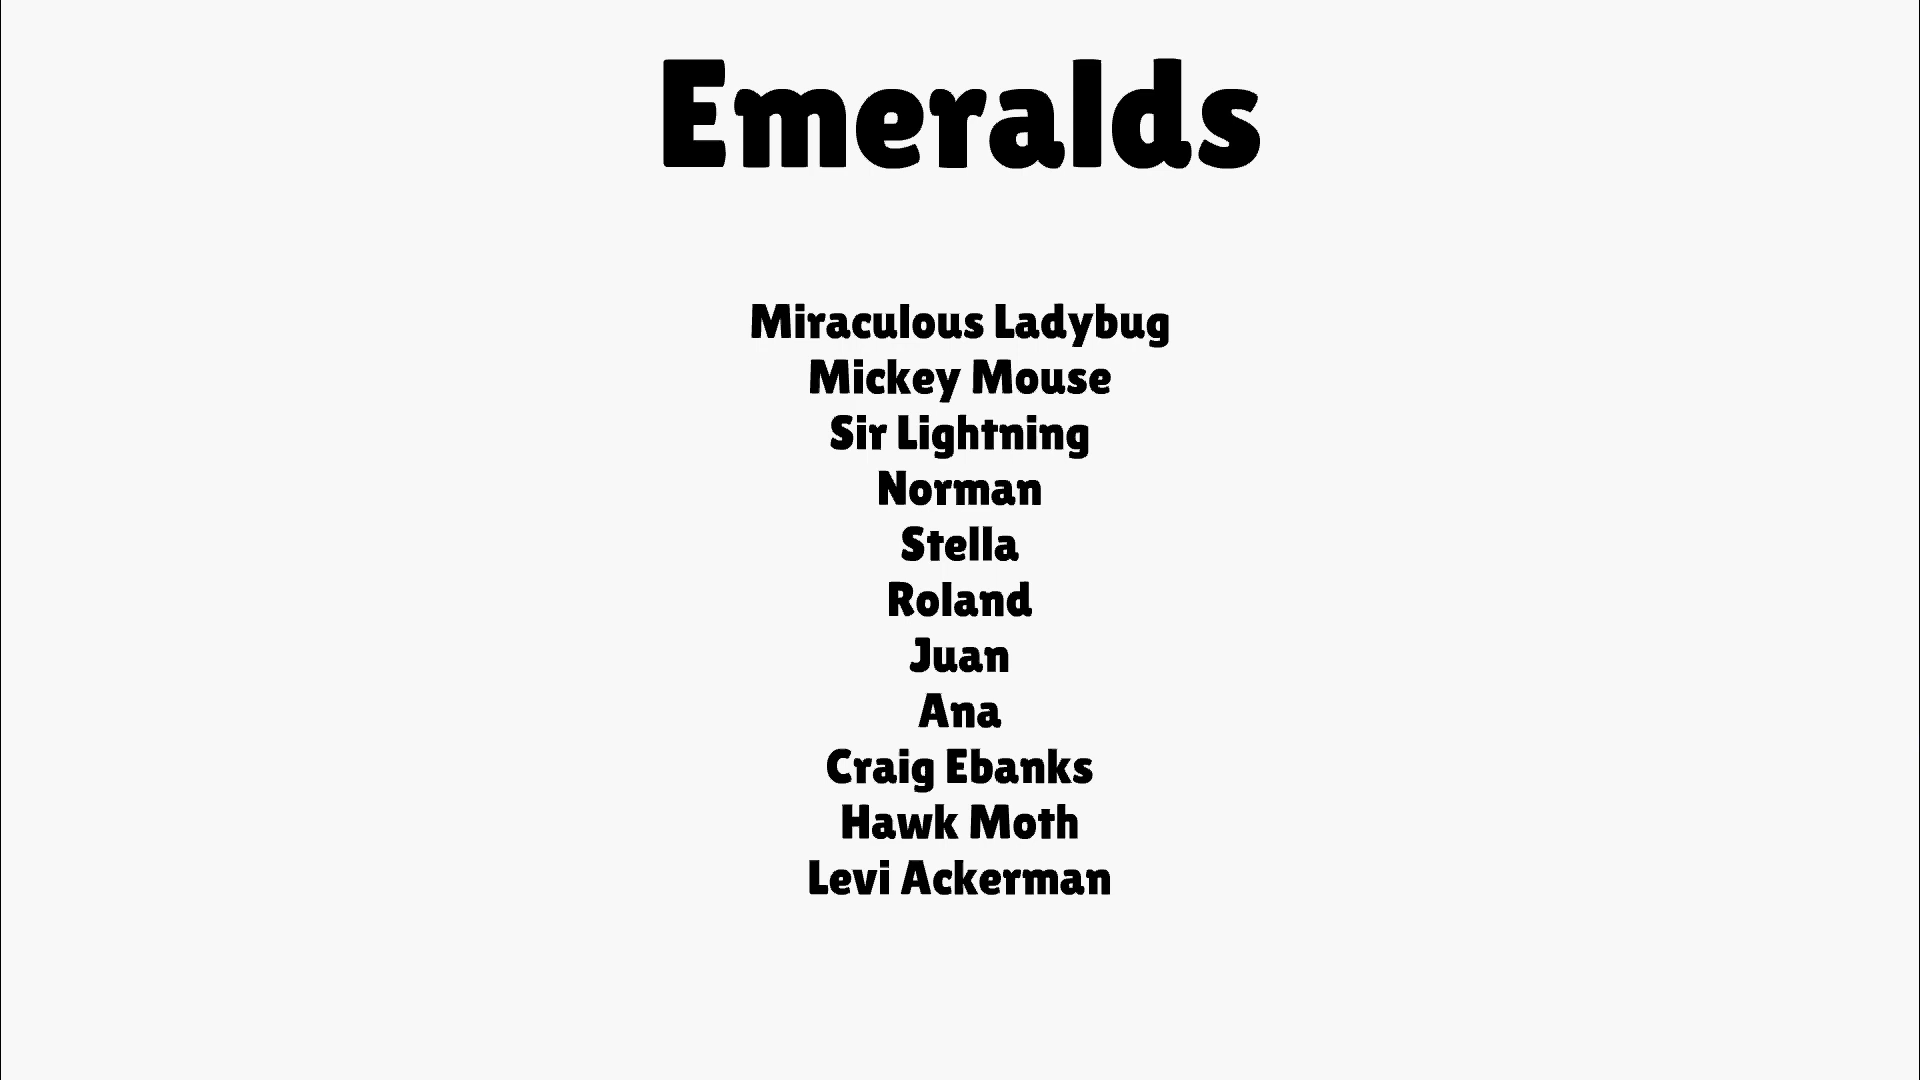 Emeralds
Miraculous Ladybug
Mickey Mouse
Sir Lightning
Norman
Stella
Roland
Juan
Ana
Craig Ebanks
Hawk Moth
Levi Ackerman